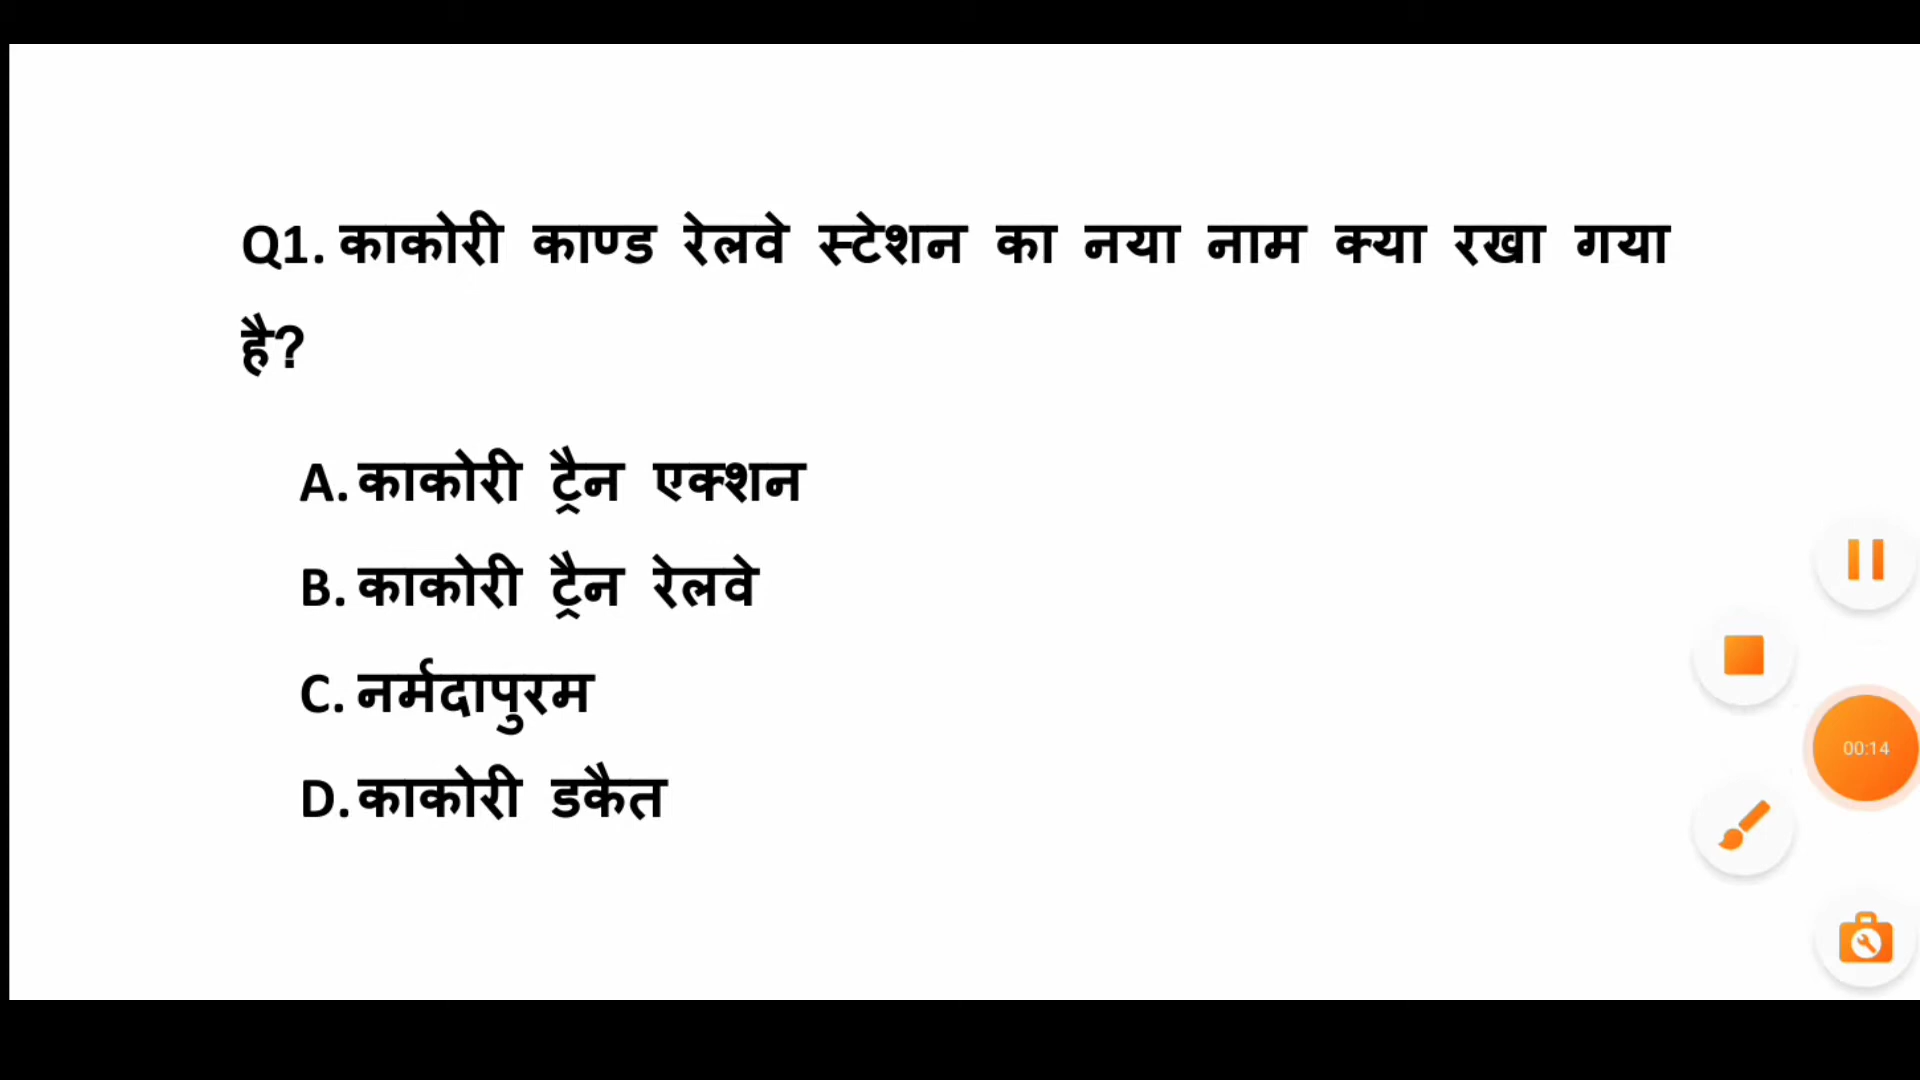 Q1. काकोरी काण्ड रेलवे स्टेशन का नया नाम क्या रखा गया
है?
A. काकोरी ट्रैन एक्शन
B. काकोरी ट्रैन रेलवे
C. नर्मदापुरम
D. काकोरी डकैत
00:14